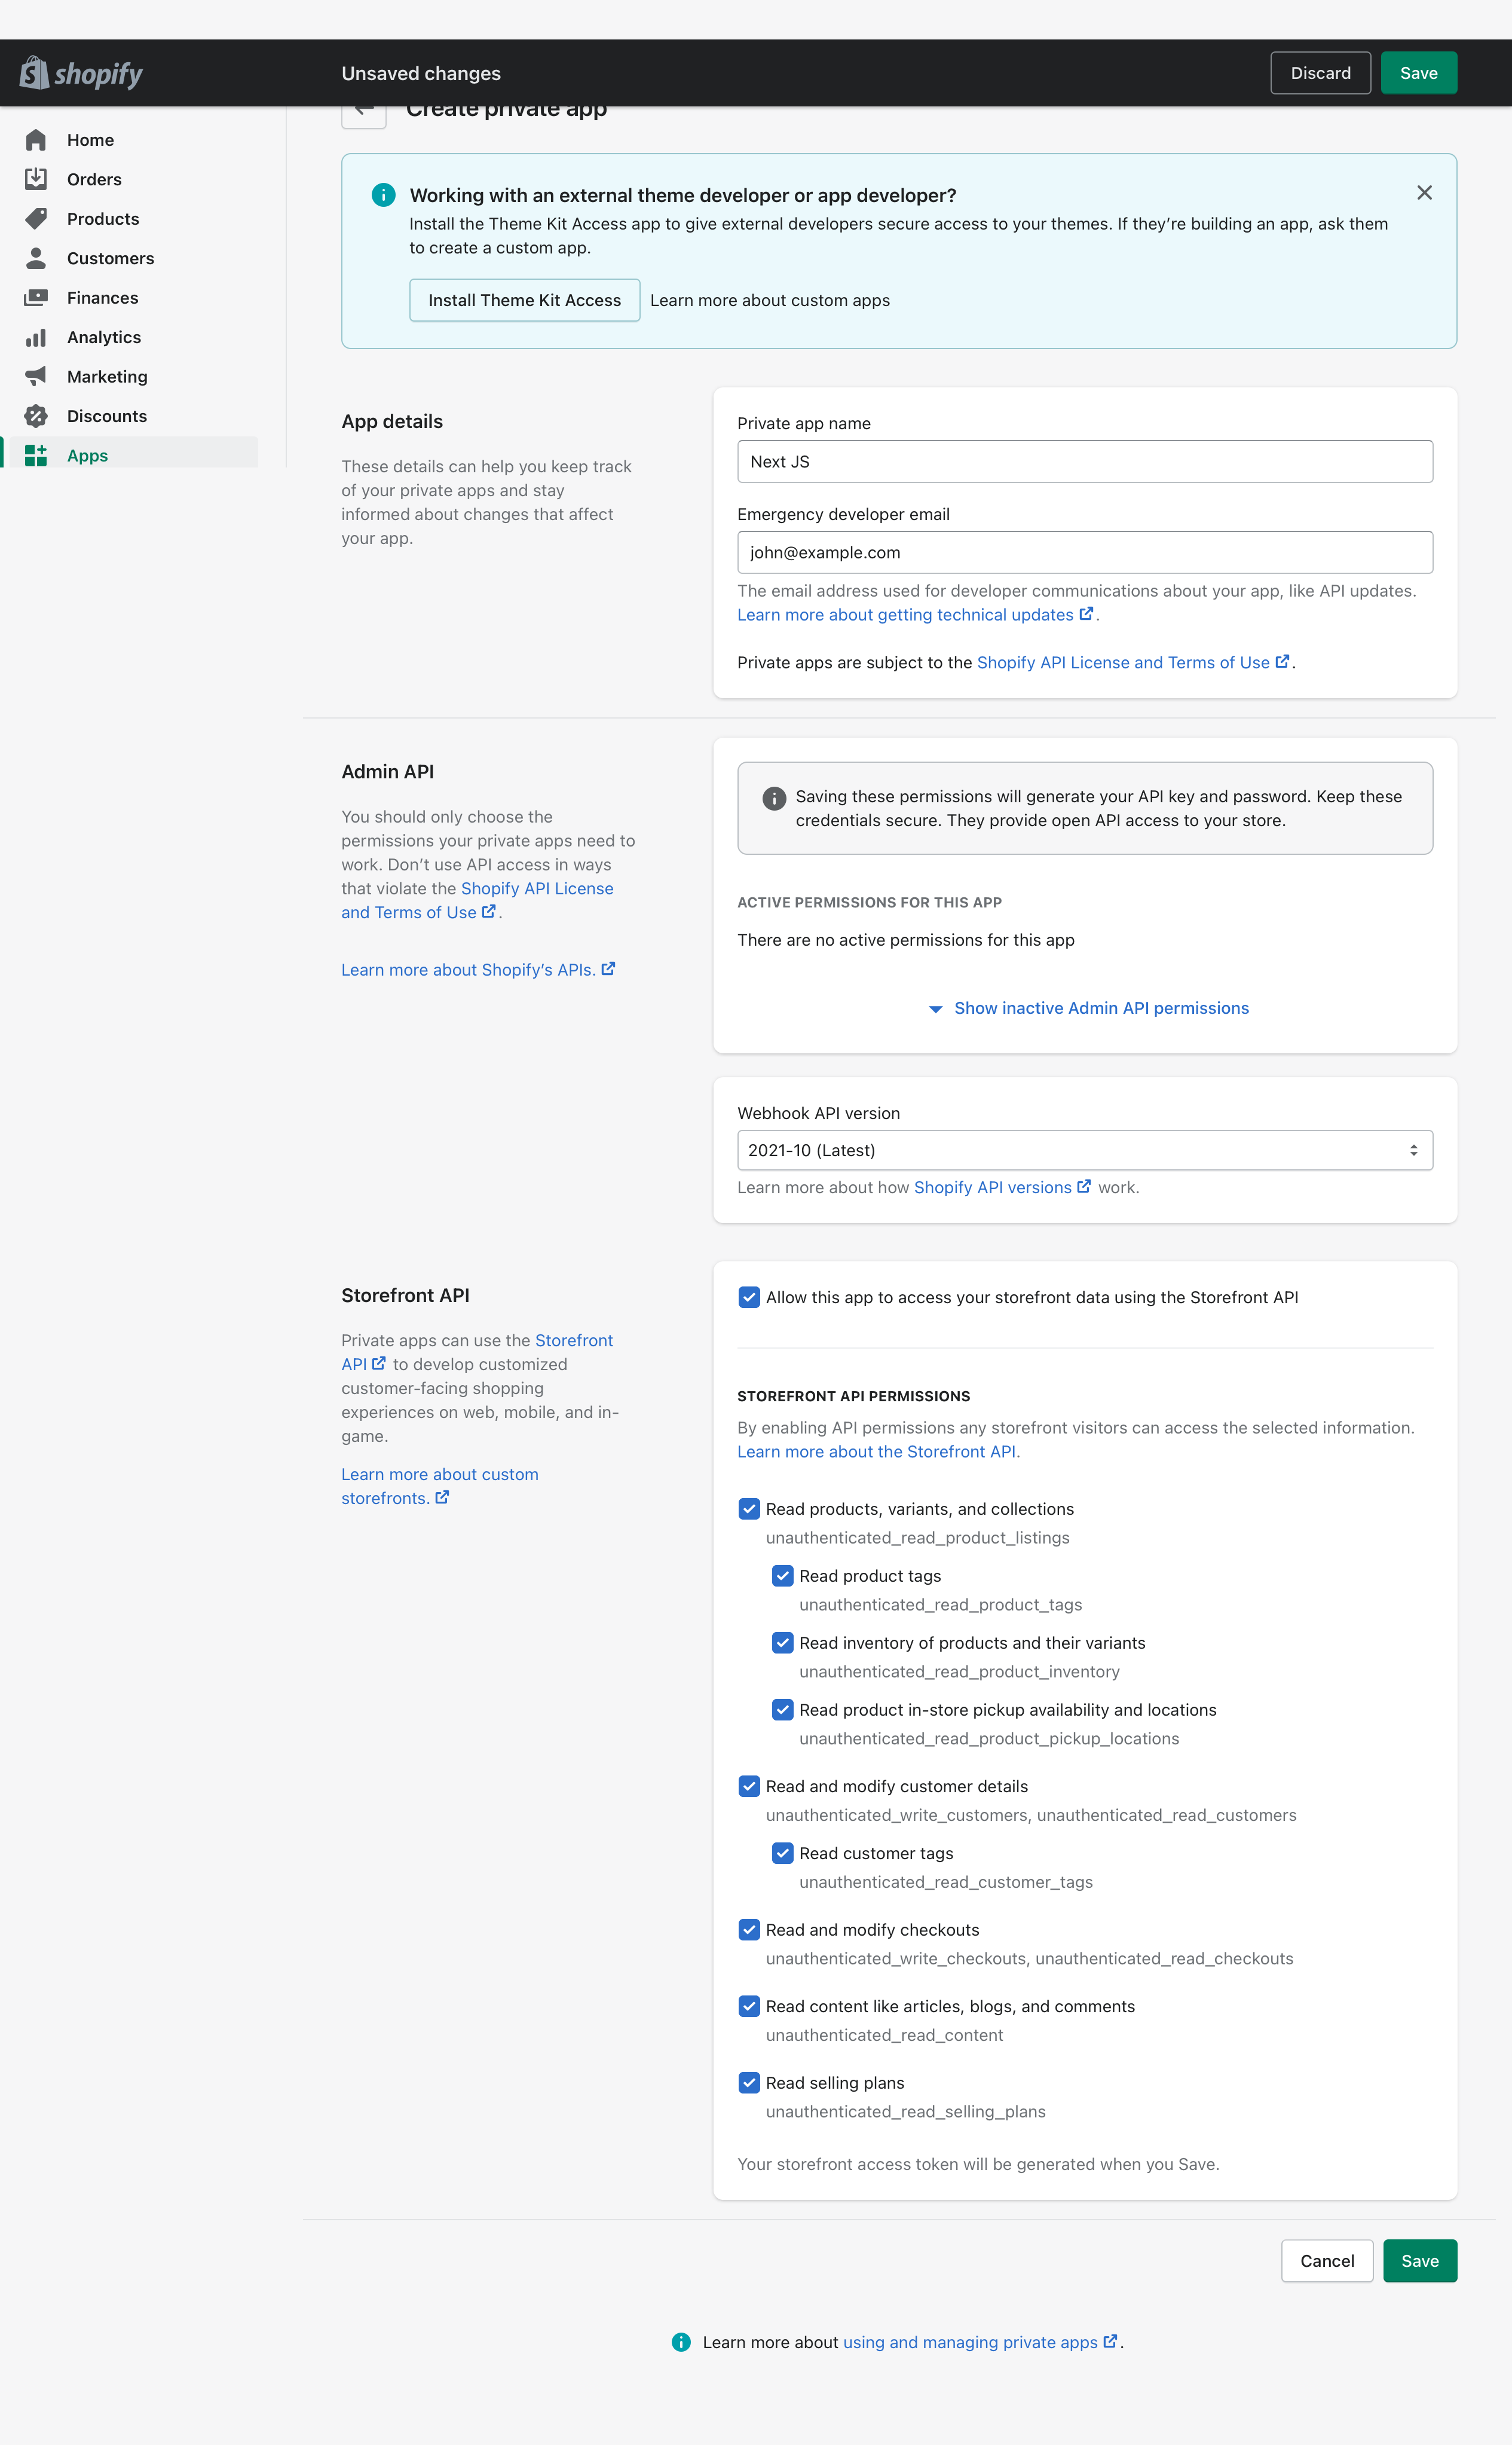 shopify
Unsaved changes
Discard
Save
Create private app
Home
Orders
Products
Customers
Finances
Analytics
Marketing
Discounts
Apps
Working with an external theme developer or app developer?
Install the Theme Kit Access app to give external developers secure access to your themes. If they’re building an app, ask them
to create a custom app.
Install Theme Kit Access
Learn more about custom apps
App details
These details can help you keep track
of your private apps and stay
informed about changes that affect
your app.
Private app name
Next JS
Emergency developer email
john@example.com
The email address used for developer communications about your app, like API updates.
Learn more about getting technical updates.
Private apps are subject to the Shopify API License and Terms of Use.
Admin API
You should only choose the
permissions your private apps need to
work. Don’t use API access in ways
that violate the Shopify API License
and Terms of Use.
Learn more about Shopify’s APIs.
Saving these permissions will generate your API key and password. Keep these
credentials secure. They provide open API access to your store.
ACTIVE PERMISSIONS FOR THIS APP
There are no active permissions for this app
Show inactive Admin API permissions
Webhook API version
2021-10 (Latest)
Learn more about how Shopify API versions work.
Storefront API
Private apps can use the Storefront
API to develop customized
customer-facing shopping
experiences on web, mobile, and in-
game.
Learn more about custom
storefronts.
Allow this app to access your storefront data using the Storefront API
STOREFRONT API PERMISSIONS
By enabling API permissions any storefront visitors can access the selected information.
Learn more about the Storefront API.
Read products, variants, and collections
unauthenticated_read_product_listings
Read product tags
unauthenticated_read_product_tags
Read inventory of products and their variants
unauthenticated_read_product_inventory
Read product in-store pickup availability and locations
unauthenticated_read_product_pickup_locations
Read and modify customer details
unauthenticated_write_customers, unauthenticated_read_customers
Read customer tags
unauthenticated_read_customer_tags
Read and modify checkouts
unauthenticated_write_checkouts, unauthenticated_read_checkouts
Read content like articles, blogs, and comments
unauthenticated_read_content
Read selling plans
unauthenticated_read_selling_plans
Your storefront access token will be generated when you Save.
Cancel
Save
Learn more about using and managing private apps.